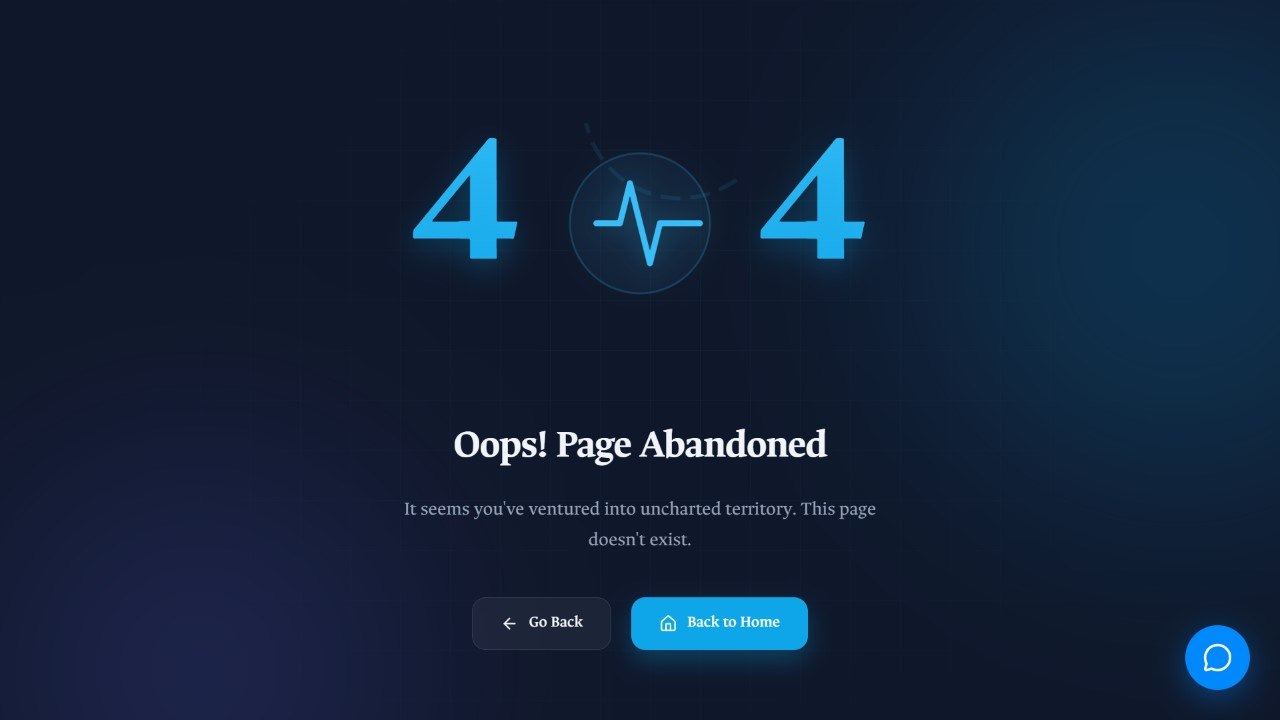 4 4
Oops! Page Abandoned
It seems you've ventured into uncharted territory. This page
doesn't exist.
Go Back
Back to Home